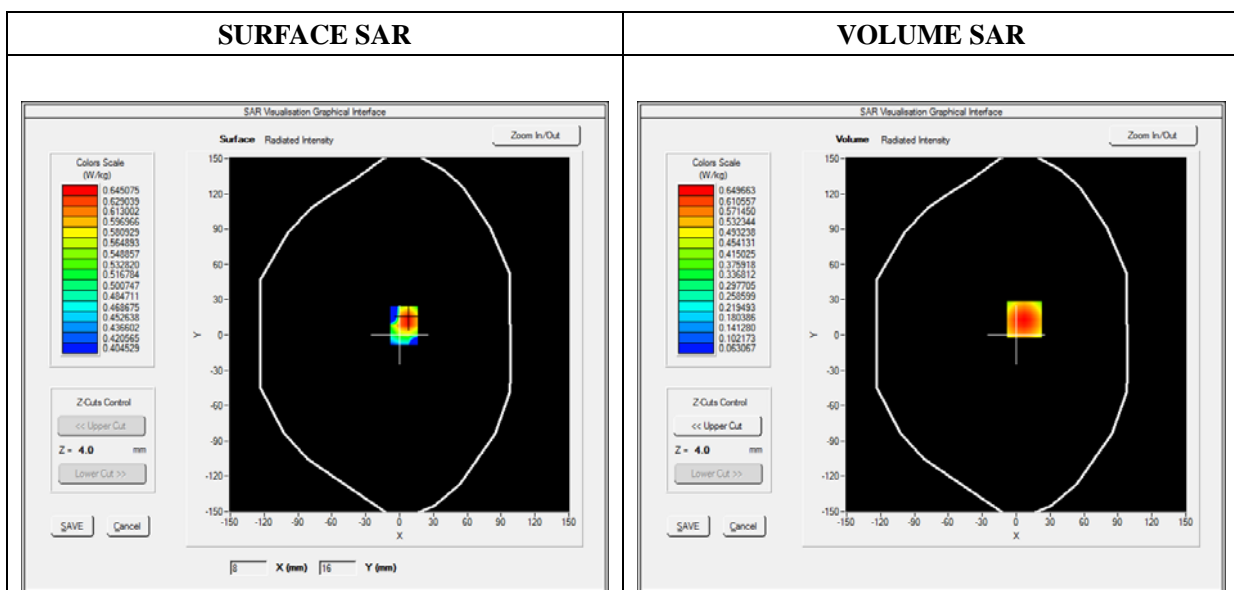 SURFACE SAR
VOLUME SAR
SAR Visualisation Graphical Interface
Surface Radiated Intensity
Zoom In/Out
Colors Scale
(W/kg)
0.645075
0.629039
0.613002
0.596966
0.580929
0.564893
0.548857
0.532820
0.516784
0.500747
0.484711
0.468675
0.452638
0.436602
0.420565
0.404529
Z-Cuts Control
<< Upper Cut
Z = 4.0 mm
Lower Cut >>
SAVE Cancel
150
120
90
60
30
0
-30
-60
-90
-120
-150
Y
-150 -120 -90 -60 -30 0 30 60 90 120 150
X
8 X (mm) 16 Y (mm)
SAR Visualisation Graphical Interface
Volume Radiated Intensity
Zoom In/Out
Colors Scale
(W/kg)
0.649663
0.610557
0.571450
0.532344
0.493238
0.454131
0.415025
0.375918
0.336812
0.297705
0.258599
0.219493
0.180386
0.141280
0.102173
0.063067
Z-Cuts Control
<< Upper Cut
Z = 4.0 mm
Lower Cut >>
SAVE Cancel
150
120
90
60
30
0
-30
-60
-90
-120
-150
Y
-150 -120 -90 -60 -30 0 30 60 90 120 150
X